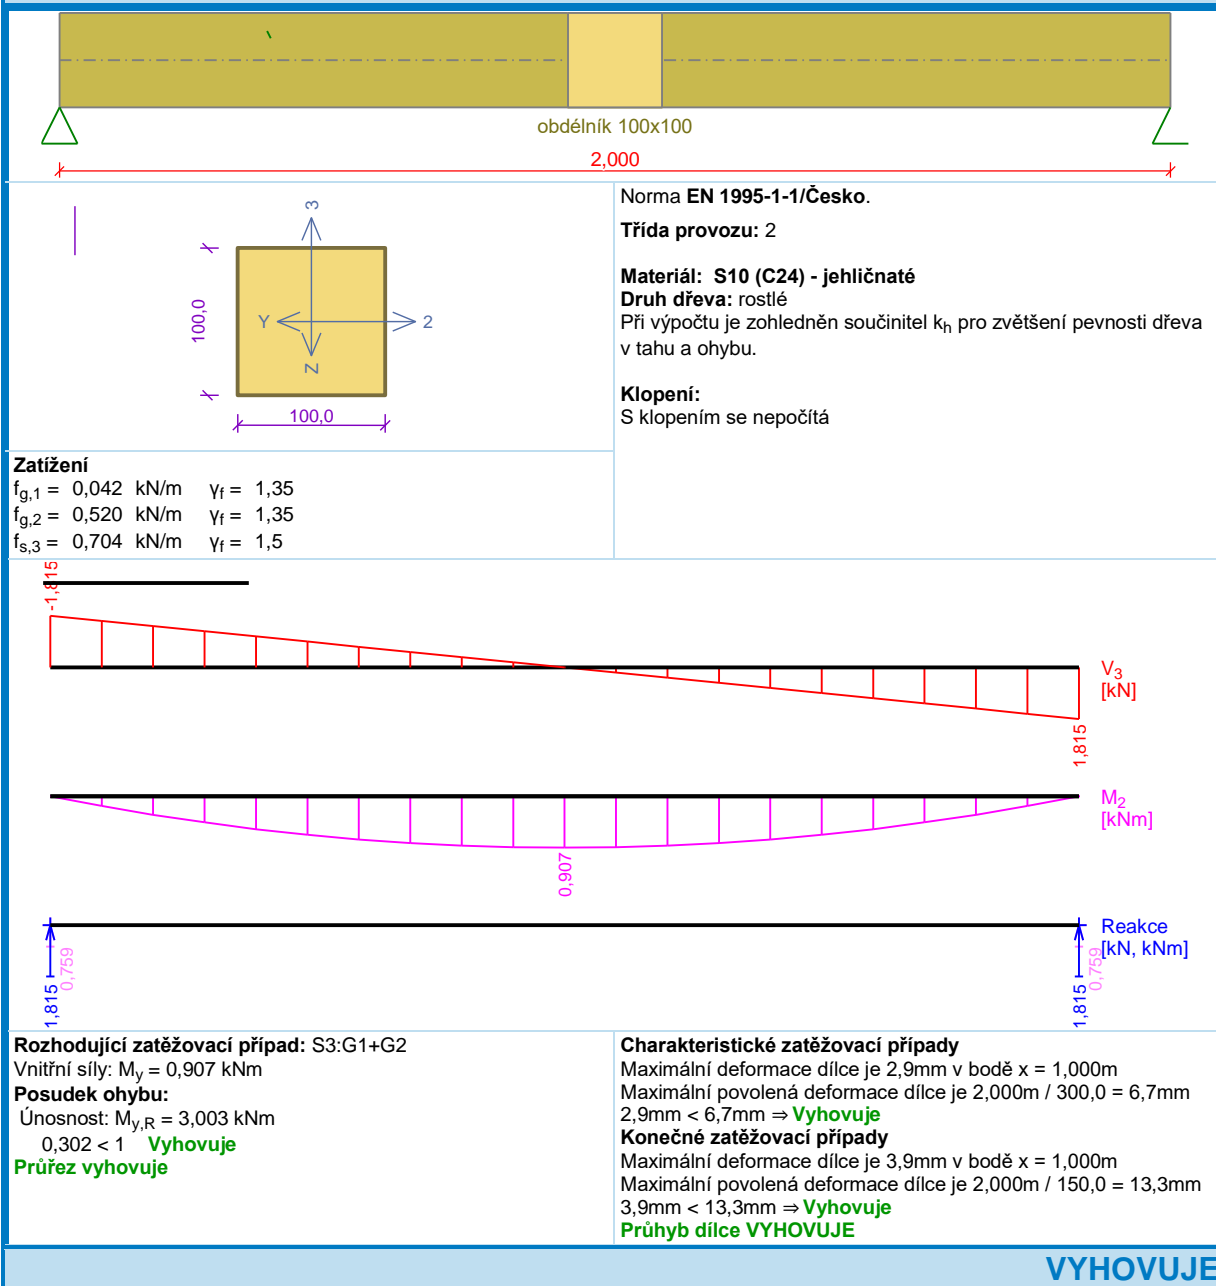 obdélník 100x100
2,000
Norma EN 1995-1-1/Česko.
Třída provozu: 2
Materiál: S10 (C24) - jehličnaté
Druh dřeva: rostlé
Při výpočtu je zohledněn součinitel kh pro zvětšení pevnosti dřeva
v tahu a ohybu.
Klopení:
S klopením se nepočítá
3
100,0
Y
2
Z
100,0
Zatížení
fg,1 = 0,042 kN/m γf = 1,35
fg,2 = 0,520 kN/m γf = 1,35
fs,3 = 0,704 kN/m γf = 1,5
-1,815
V3
[kN]
1,815
M2
[kNm]
0,907
Reakce
[kN, kNm]
1,815
0,759
1,815
0,759
Rozhodující zatěžovací případ: S3:G1+G2
Vnitřní síly: My = 0,907 kNm
Posudek ohybu:
Únosnost: My,R = 3,003 kNm
0,302 < 1 Vyhovuje
Průřez vyhovuje
Charakteristické zatěžovací případy
Maximální deformace dílce je 2,9mm v bodě x = 1,000m
Maximální povolená deformace dílce je 2,000m / 300,0 = 6,7mm
2,9mm < 6,7mm ⇒ Vyhovuje
Konečné zatěžovací případy
Maximální deformace dílce je 3,9mm v bodě x = 1,000m
Maximální povolená deformace dílce je 2,000m / 150,0 = 13,3mm
3,9mm < 13,3mm ⇒ Vyhovuje
Průhyb dílce VYHOVUJE
VYHOVUJE